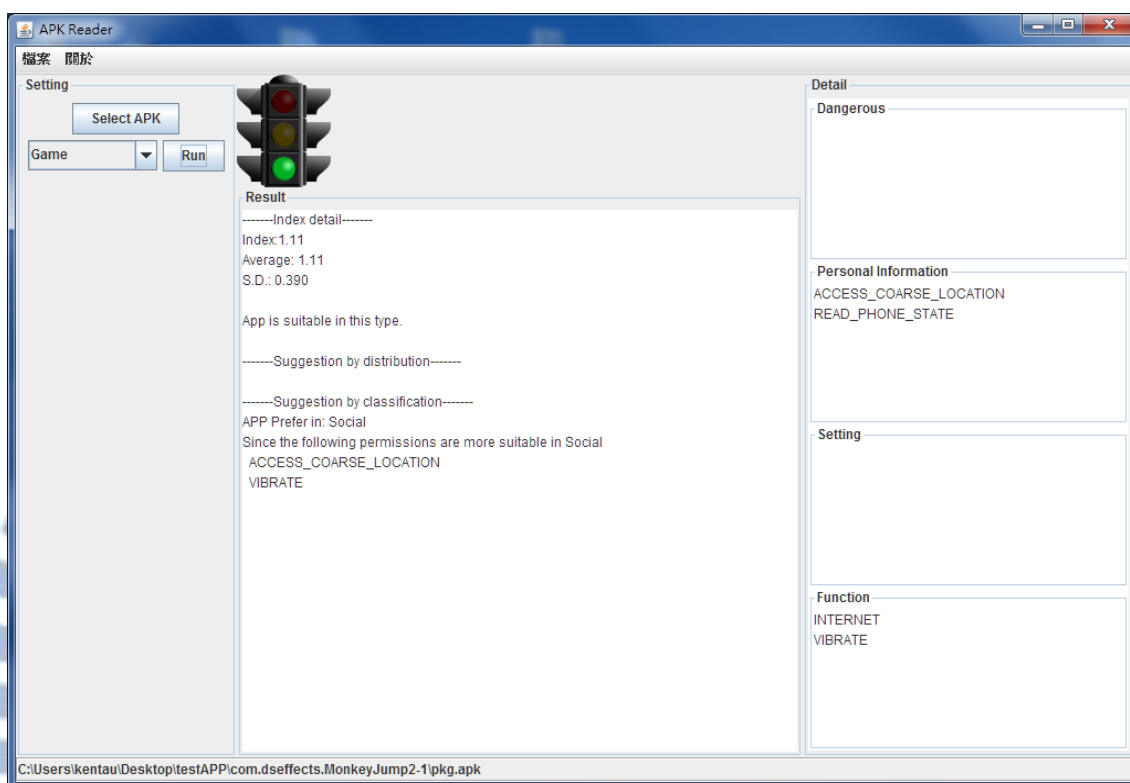 APK Reader
檔案 關於
Setting
Select APK
Game
Run
Result
-------Index detail-------
Index:1.11
Average: 1.11
S.D.: 0.390
App is suitable in this type.
-------Suggestion by distribution-------
-------Suggestion by classification-------
APP Prefer in: Social
Since the following permissions are more suitable in Social
ACCESS_COARSE_LOCATION
VIBRATE
Detail
Dangerous
Personal Information
ACCESS_COARSE_LOCATION
READ_PHONE_STATE
Setting
Function
INTERNET
VIBRATE
C:\Users\kentau\Desktop\testAPP\com.dseffects.MonkeyJump2-1\pkg.apk